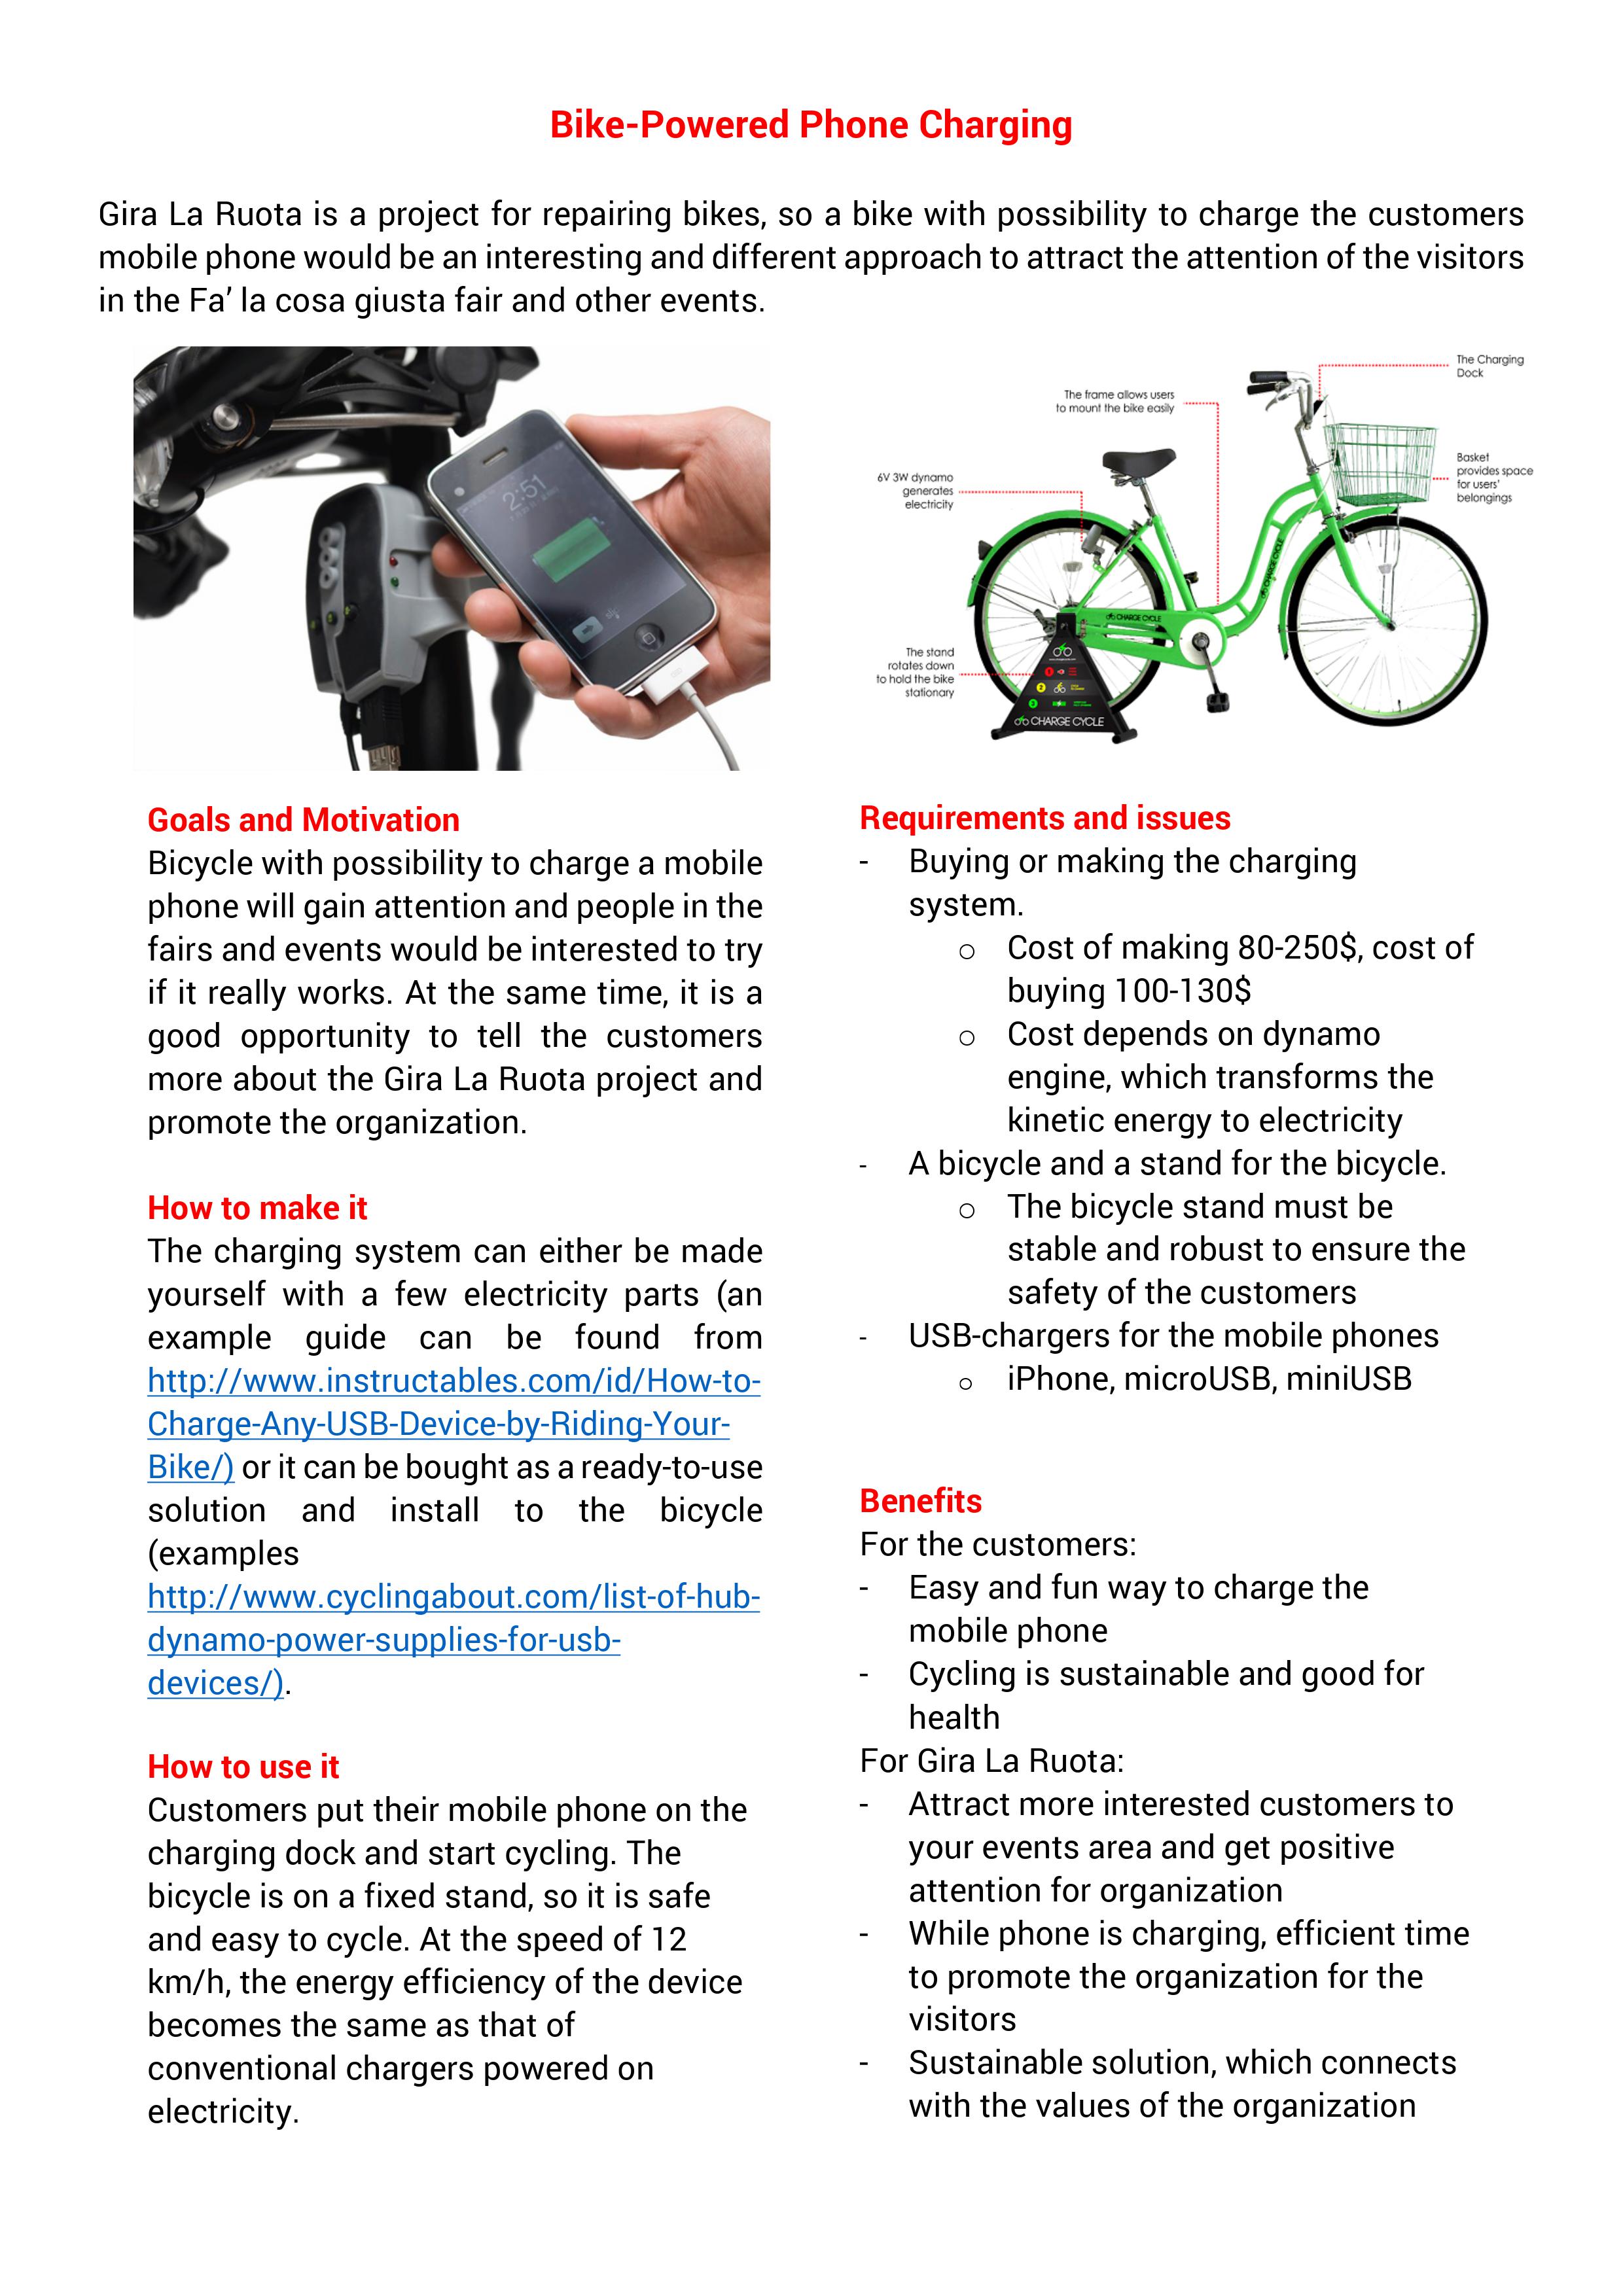 Bike-Powered Phone Charging
Gira La Ruota is a project for repairing bikes, so a bike with possibility to charge the customers
mobile phone would be an interesting and different approach to attract the attention of the visitors
in the Fa’ la cosa giusta fair and other events.
2:51
The Charging
Dock
The frame allows users
to mount the bike easily
Basket
provides space
for users'
belongings
6V 3W dynamo
generates
electricity
CHARGE CYCLE
CHARGE CYCLE
The stand
rotates down
to hold the bike
stationary
1
2
3
CHARGE CYCLE
Goals and Motivation
Bicycle with possibility to charge a mobile
phone will gain attention and people in the
fairs and events would be interested to try
if it really works. At the same time, it is a
good opportunity to tell the customers
more about the Gira La Ruota project and
promote the organization.
How to make it
The charging system can either be made
yourself with a few electricity parts (an
example guide can be found from
http://www.instructables.com/id/How-to-
Charge-Any-USB-Device-by-Riding-Your-
Bike/) or it can be bought as a ready-to-use
solution and install to the bicycle
(examples
http://www.cyclingabout.com/list-of-hub-
dynamo-power-supplies-for-usb-
devices/).
How to use it
Customers put their mobile phone on the
charging dock and start cycling. The
bicycle is on a fixed stand, so it is safe
and easy to cycle. At the speed of 12
km/h, the energy efficiency of the device
becomes the same as that of
conventional chargers powered on
electricity.
Requirements and issues
- Buying or making the charging
system.
o Cost of making 80-250$, cost of
buying 100-130$
o Cost depends on dynamo
engine, which transforms the
kinetic energy to electricity
- A bicycle and a stand for the bicycle.
o The bicycle stand must be
stable and robust to ensure the
safety of the customers
- USB-chargers for the mobile phones
o iPhone, microUSB, miniUSB
Benefits
For the customers:
- Easy and fun way to charge the
mobile phone
- Cycling is sustainable and good for
health
For Gira La Ruota:
- Attract more interested customers to
your events area and get positive
attention for organization
- While phone is charging, efficient time
to promote the organization for the
visitors
- Sustainable solution, which connects
with the values of the organization